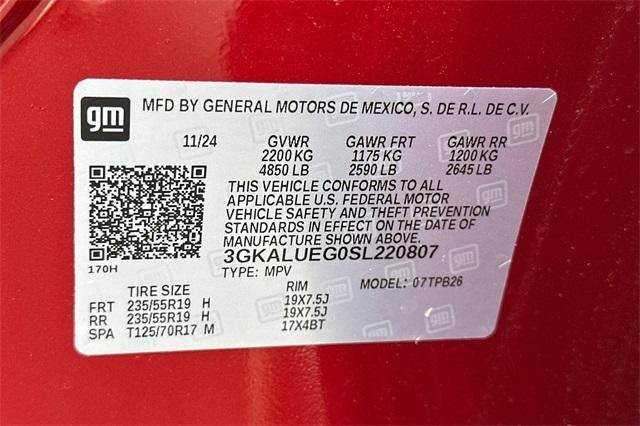 gm MFD BY GENERAL MOTORS DE MEXICO, S. DE R.L. DE C.V.
11/24 GVWR GAWR FRT GAWR RR
2200 KG 1175 KG 1200 KG
4850 LB 2590 LB 2645 LB
THIS VEHICLE CONFORMS TO ALL
APPLICABLE U.S. FEDERAL MOTOR
VEHICLE SAFETY AND THEFT PREVENTION
STANDARDS IN EFFECT ON THE DATE OF
MANUFACTURE SHOWN ABOVE.
3GKALUEG0SL220807
170H
TYPE: MPV MODEL: 07TPB26
TIRE SIZE RIM
FRT 235/55R19 H 19X7.5J
RR 235/55R19 H 19X7.5J
SPA T125/70R17 M 17X4BT